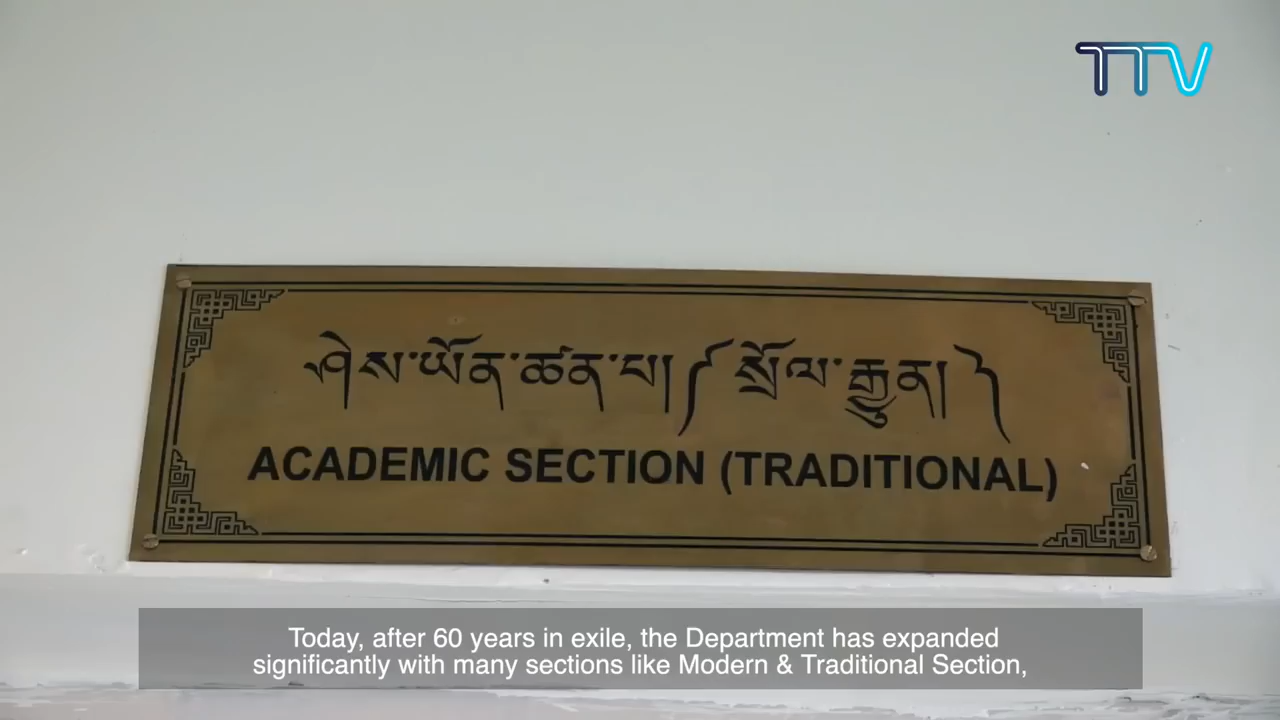 TTV
ཤེས་ཡོན་ཚན་པ། ༼སྲོལ་རྒྱུན།༽
ACADEMIC SECTION (TRADITIONAL)
Today, after 60 years in exile, the Department has expanded
significantly with many sections like Modern & Traditional Section,